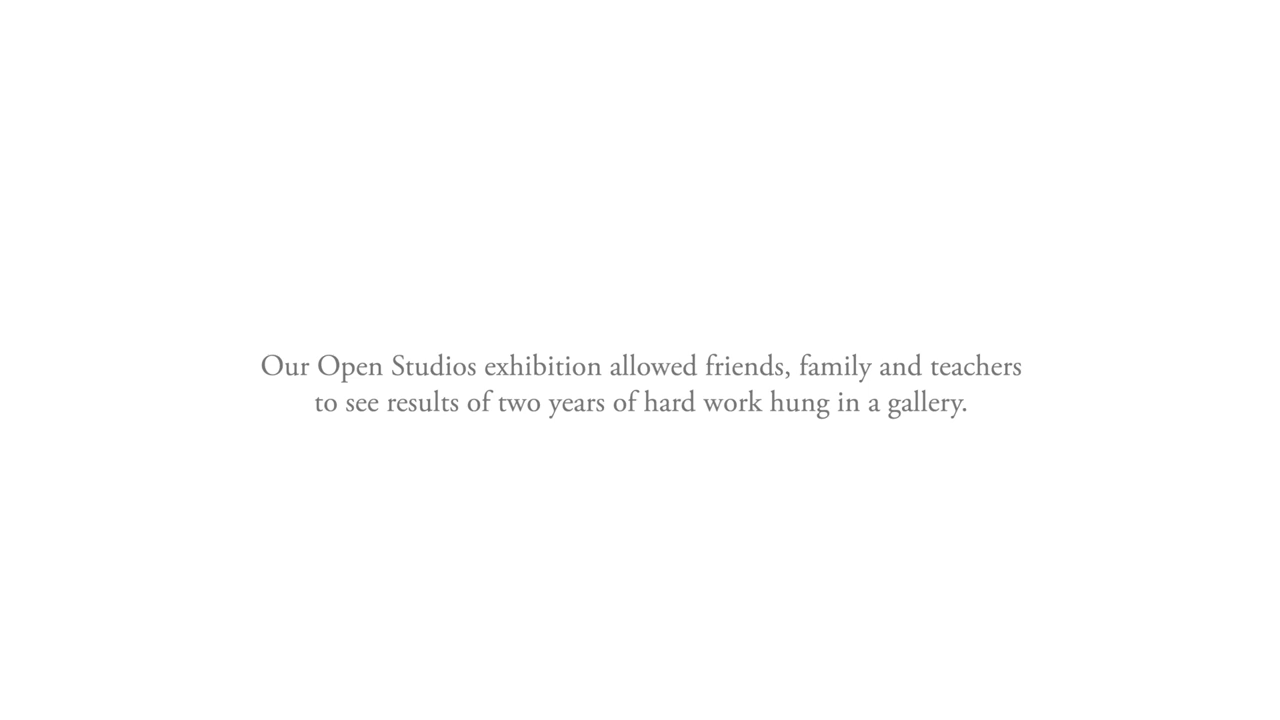 Our Open Studios exhibition allowed friends, family and teachers
to see results of two years of hard work hung in a gallery.